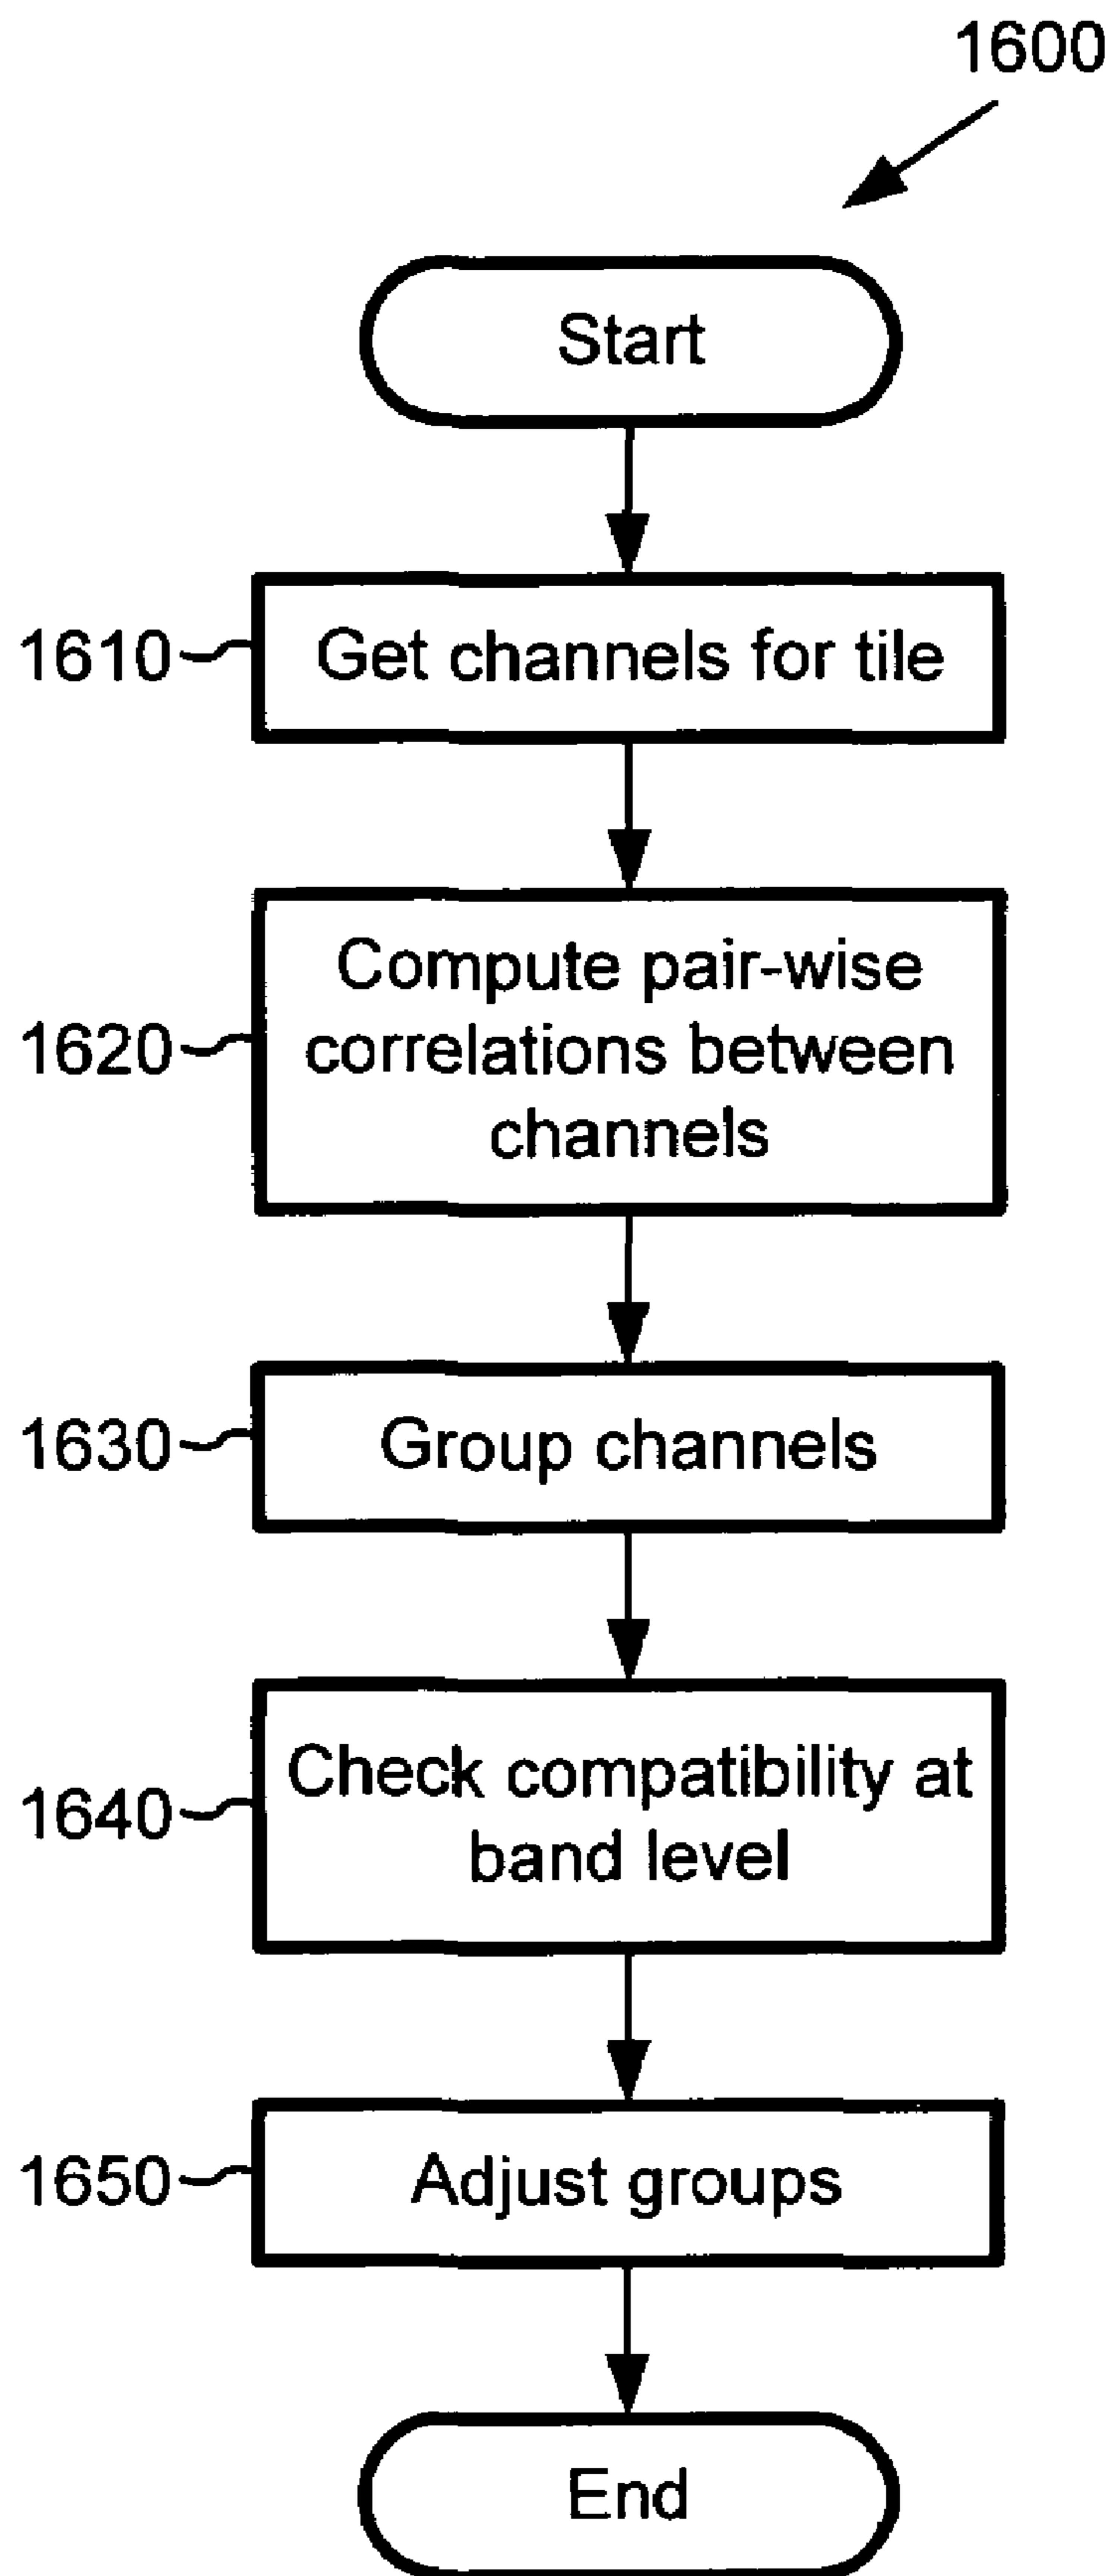 1600
Start
1610
Get channels for tile
1620
Compute pair-wise
correlations between
channels
1630
Group channels
1640
Check compatibility at
band level
1650
Adjust groups
End